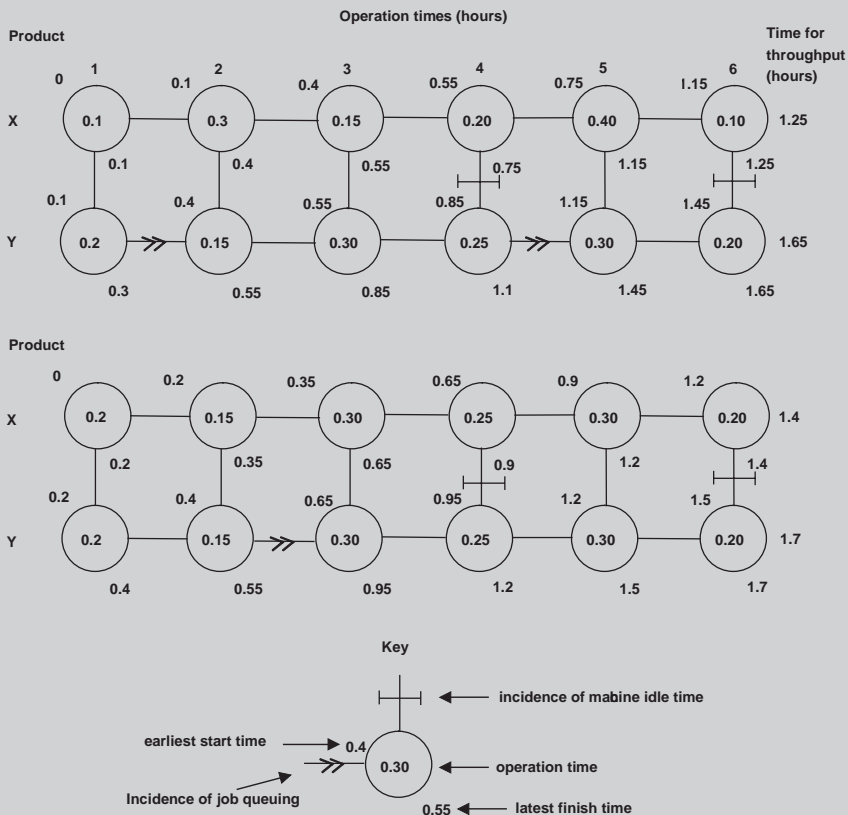 Operation times (hours)
Product
Time for
throughput
(hours)
1 2 3 4 5 6
0 0.1 0.4 0.55 0.75 1.15
X 0.1 0.3 0.15 0.20 0.40 0.10 1.25
0.1 0.4 0.55 0.75 1.15 1.25
0.1 0.4 0.55 0.85 1.15 1.45
Y 0.2 0.15 0.30 0.25 0.30 0.20 1.65
0.3 0.55 0.85 1.1 1.45 1.65
Product
0 0.2 0.35 0.65 0.9 1.2
X 0.2 0.15 0.30 0.25 0.30 0.20 1.4
0.2 0.35 0.65 0.9 1.2 1.4
0.2 0.4 0.65 0.95 1.2 1.5
Y 0.2 0.15 0.30 0.25 0.30 0.20 1.7
0.4 0.55 0.95 1.2 1.5 1.7
Key
incidence of mabine idle time
earliest start time
0.4
0.30
operation time
Incidence of job queuing
0.55
latest finish time